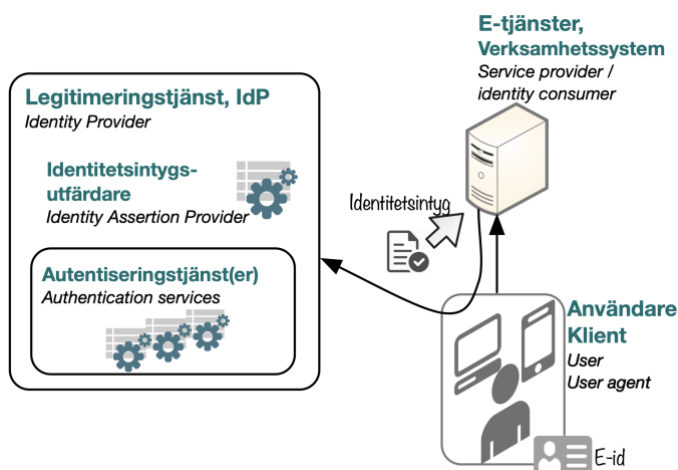 E-tjänster,
Verksamhetssystem
Service provider /
identity consumer
Legitimeringstjänst, IdP
Identity Provider
Identitetsintygs-
utfärdare
Identity Assertion Provider
Identitetsintyg
Autentiseringstjänst(er)
Authentication services
Användare
Klient
User
User agent
E-id